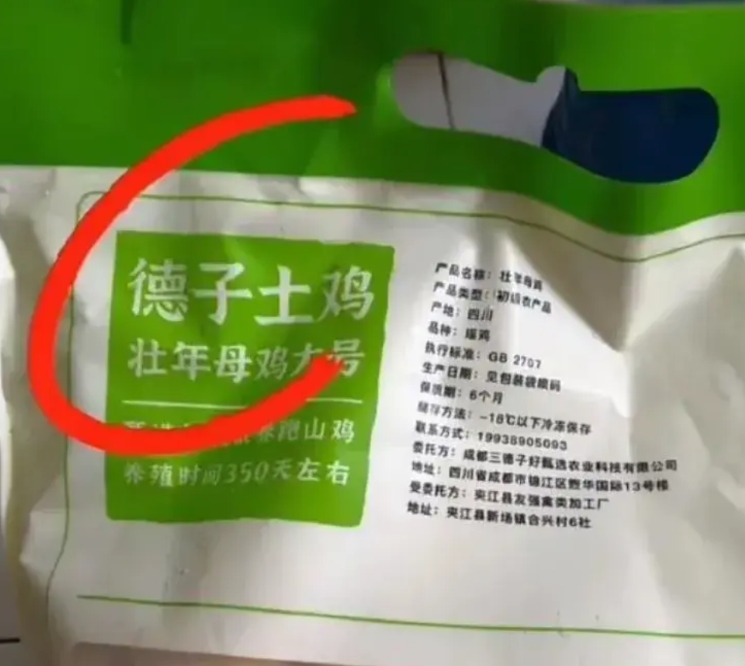 德子土鸡
壮年母鸡大号
跑山鸡
养殖时间350天左右
产品名称：壮年母鸡
产品类型：初级农产品
产地：四川
品种：瑶鸡
执行标准：GB 2707
生产日期：见包装袋喷码
保质期：6个月
储存方法：-18℃以下冷冻保存
联系方式：19938905093
委托方：成都三德子好甄选农业科技有限公司
地址：四川省成都市锦江区暂华国际13号楼
受委托方：夹江县友强禽类加工厂
地址：夹江县新场镇合兴村6社